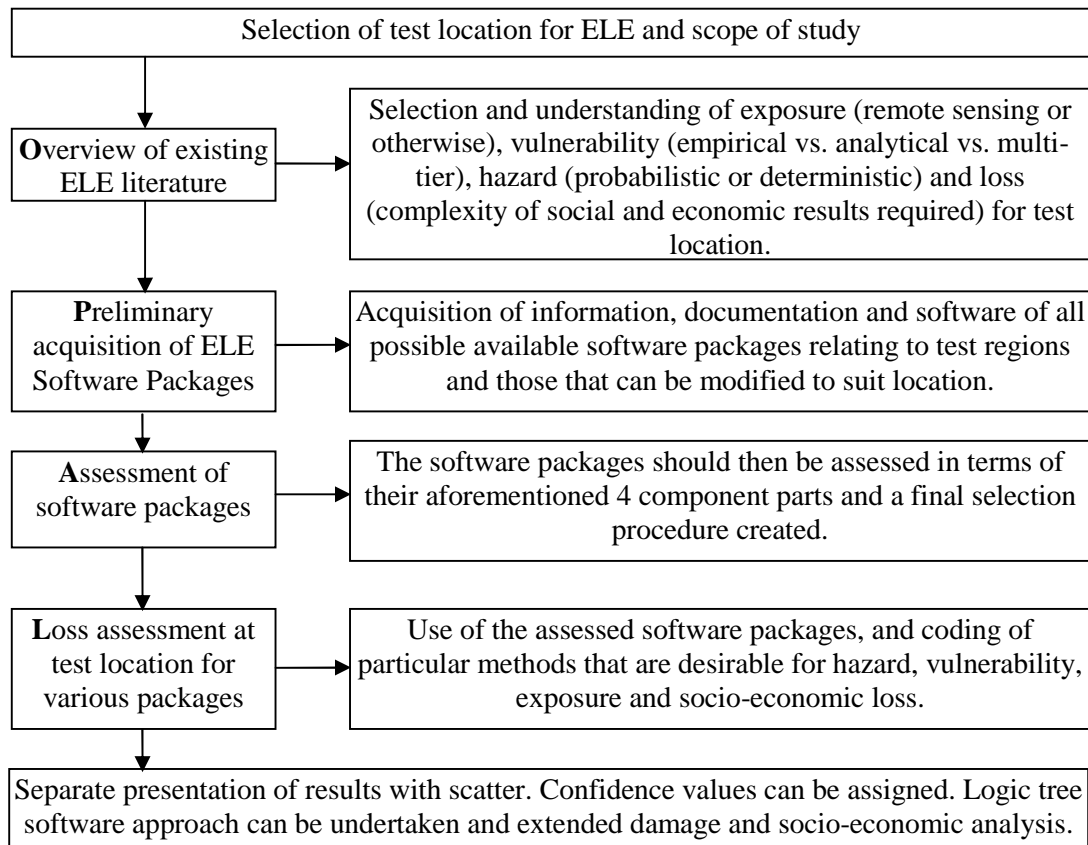 Selection of test location for ELE and scope of study
Overview of existing
ELE literature
Selection and understanding of exposure (remote sensing or
otherwise), vulnerability (empirical vs. analytical vs. multi-
tier), hazard (probabilistic or deterministic) and loss
(complexity of social and economic results required) for test
location.
Preliminary
acquisition of ELE
Software Packages
Acquisition of information, documentation and software of all
possible available software packages relating to test regions
and those that can be modified to suit location.
Assessment of
software packages
The software packages should then be assessed in terms of
their aforementioned 4 component parts and a final selection
procedure created.
Loss assessment at
test location for
various packages
Use of the assessed software packages, and coding of
particular methods that are desirable for hazard, vulnerability,
exposure and socio-economic loss.
Separate presentation of results with scatter. Confidence values can be assigned. Logic tree
software approach can be undertaken and extended damage and socio-economic analysis.